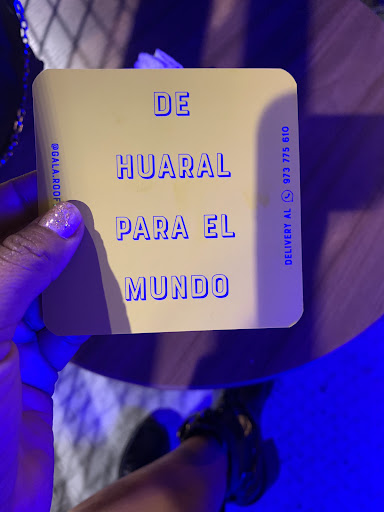 DE
HUARAL
PARA EL
MUNDO
DELIVERY AL 973 775 610